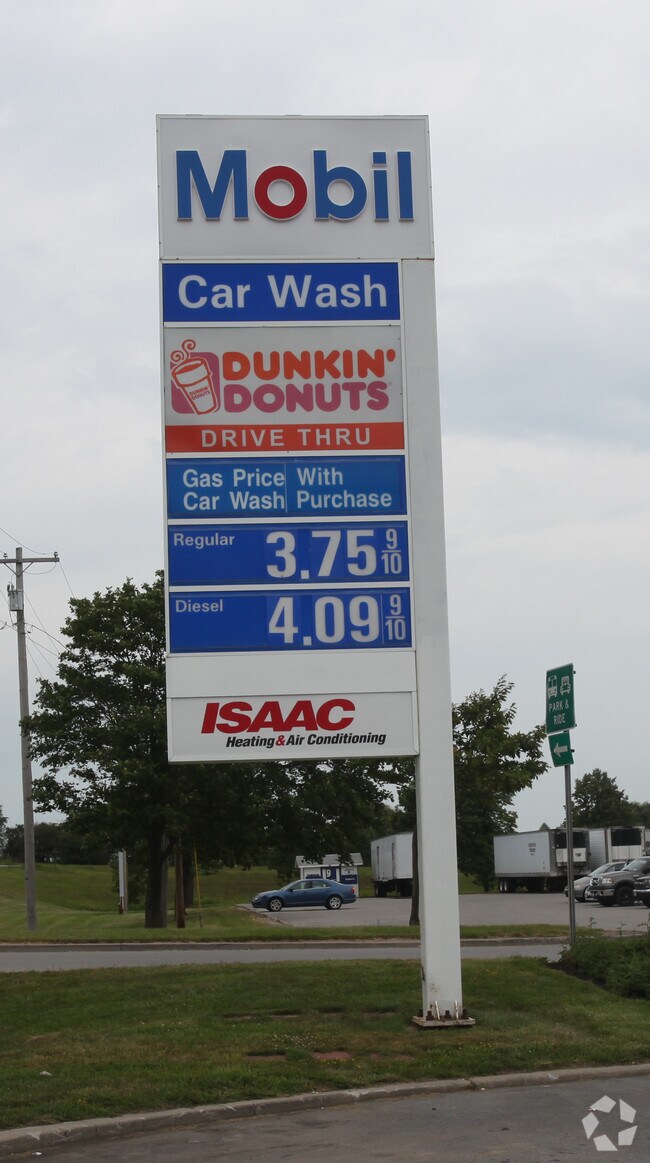 Mobil
Car Wash
DUNKIN'
DONUTS
DRIVE THRU
Gas Price With
Car Wash Purchase
Regular 3.75 9/10
Diesel 4.09 9/10
ISAAC
Heating & Air Conditioning
PARK &
RIDE